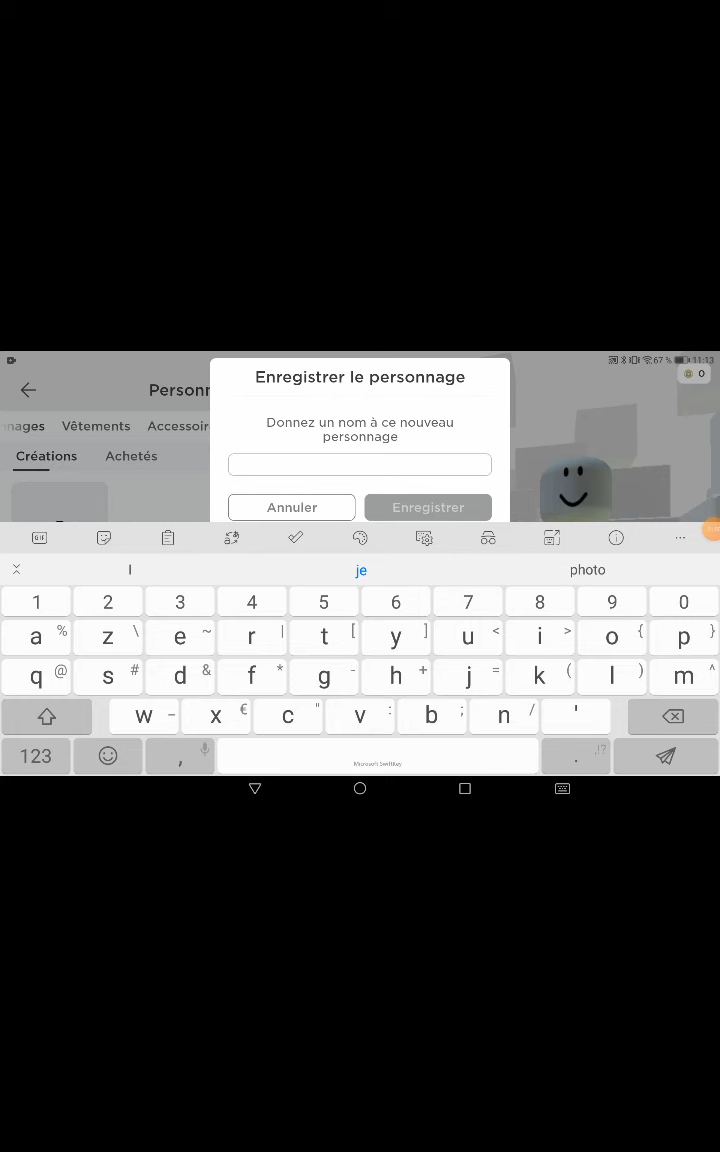 67 % 11:13
Enregistrer le personnage
0
Personn
Donnez un nom à ce nouveau
personnage
nages Vêtements Accessoir
Créations Achetés
Annuler Enregistrer
GIF
I je photo
1 2 3 4 5 6 7 8 9 0
a % z \ e ~ r | t [ y ] u < i > o { p }
q @ s # d & f * g - h + j = k ( l ) m ^
w _ x € c " v : b ; n / '
123 , . ,!?
Microsoft SwiftKey